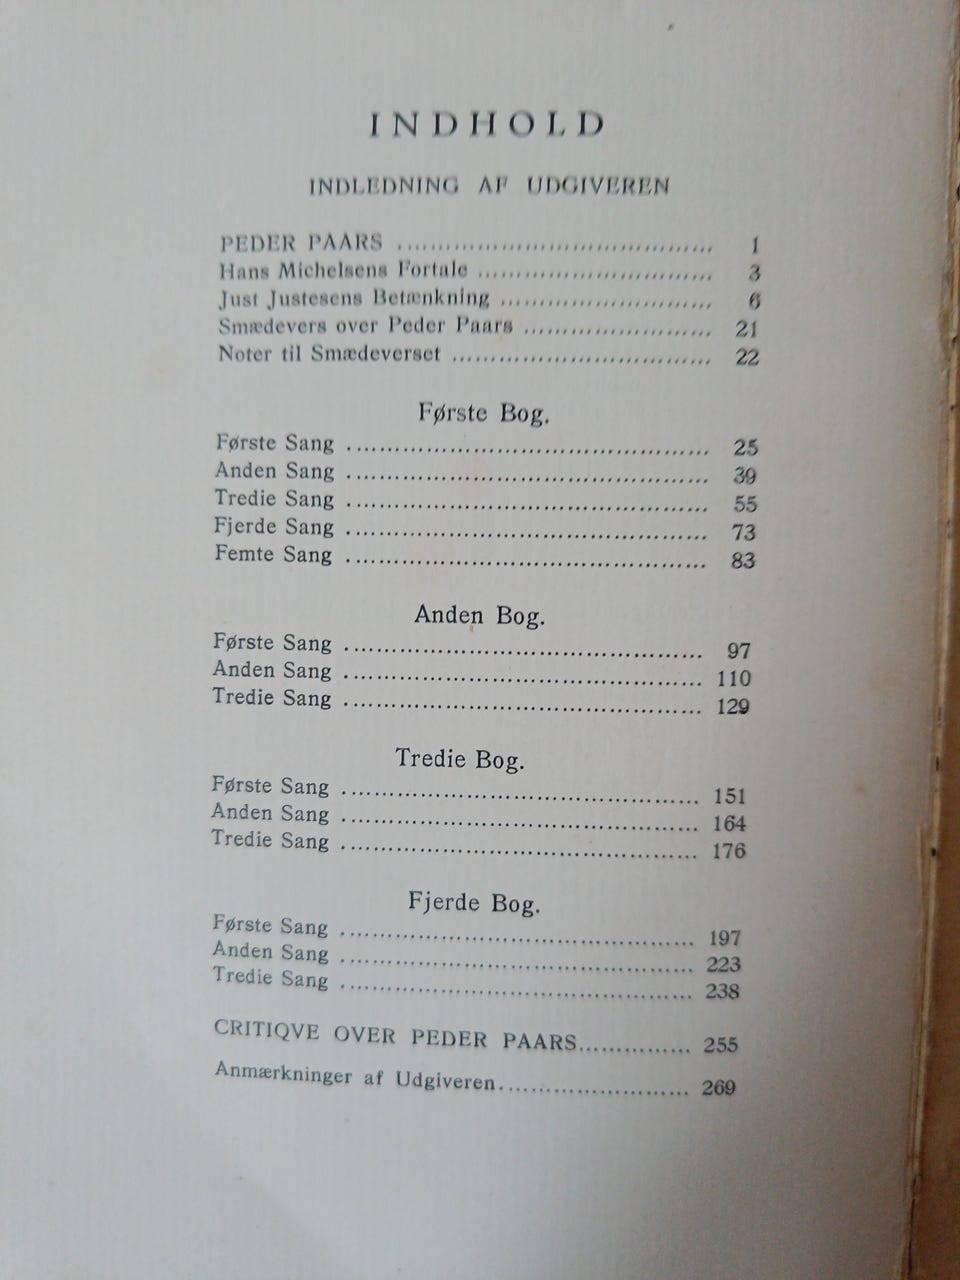 INDHOLD
INDLEDNING AF UDGIVEREN
PEDER PAARS ........................................ 1
Hans Michelsens Fortale .............................. 3
Just Justesens Betænkning ........................... 6
Smædevers over Peder Paars ........................ 21
Noter til Smædeverset ................................. 22
Første Bog.
Første Sang ............................................. 25
Anden Sang ............................................. 39
Tredie Sang ............................................. 55
Fjerde Sang ............................................. 73
Femte Sang ............................................. 83
Anden Bog.
Første Sang ............................................. 97
Anden Sang ............................................. 110
Tredie Sang ............................................. 129
Tredie Bog.
Første Sang ............................................. 151
Anden Sang ............................................. 164
Tredie Sang ............................................. 176
Fjerde Bog.
Første Sang ............................................. 197
Anden Sang ............................................. 223
Tredie Sang ............................................. 238
CRITIQVE OVER PEDER PAARS .............. 255
Anmærkninger af Udgiveren ........................ 269